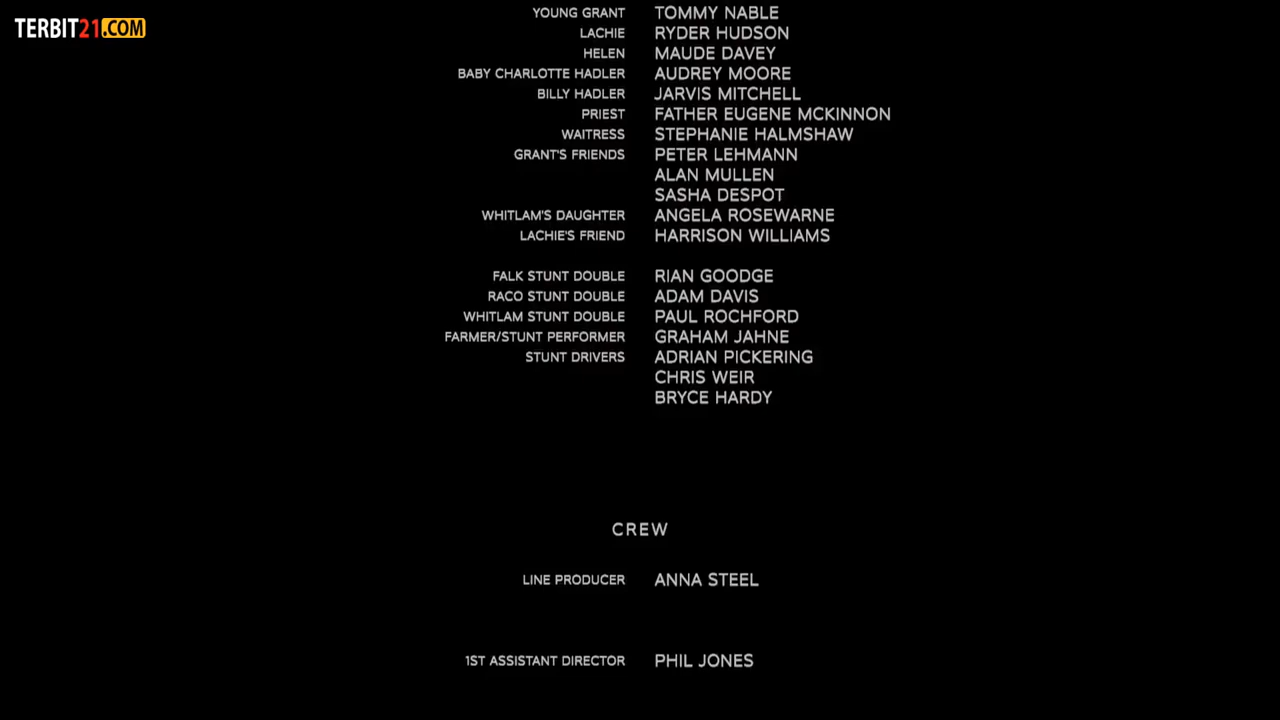 TERBIT21.COM
YOUNG GRANT TOMMY NABLE
LACHIE RYDER HUDSON
HELEN MAUDE DAVEY
BABY CHARLOTTE HADLER AUDREY MOORE
BILLY HADLER JARVIS MITCHELL
PRIEST FATHER EUGENE MCKINNON
WAITRESS STEPHANIE HALMSHAW
GRANT'S FRIENDS PETER LEHMANN
ALAN MULLEN
SASHA DESPOT
WHITLAM'S DAUGHTER ANGELA ROSEWARNE
LACHIE'S FRIEND HARRISON WILLIAMS
FALK STUNT DOUBLE RIAN GOODGE
RACO STUNT DOUBLE ADAM DAVIS
WHITLAM STUNT DOUBLE PAUL ROCHFORD
FARMER/STUNT PERFORMER GRAHAM JAHNE
STUNT DRIVERS ADRIAN PICKERING
CHRIS WEIR
BRYCE HARDY
CREW
LINE PRODUCER ANNA STEEL
1ST ASSISTANT DIRECTOR PHIL JONES